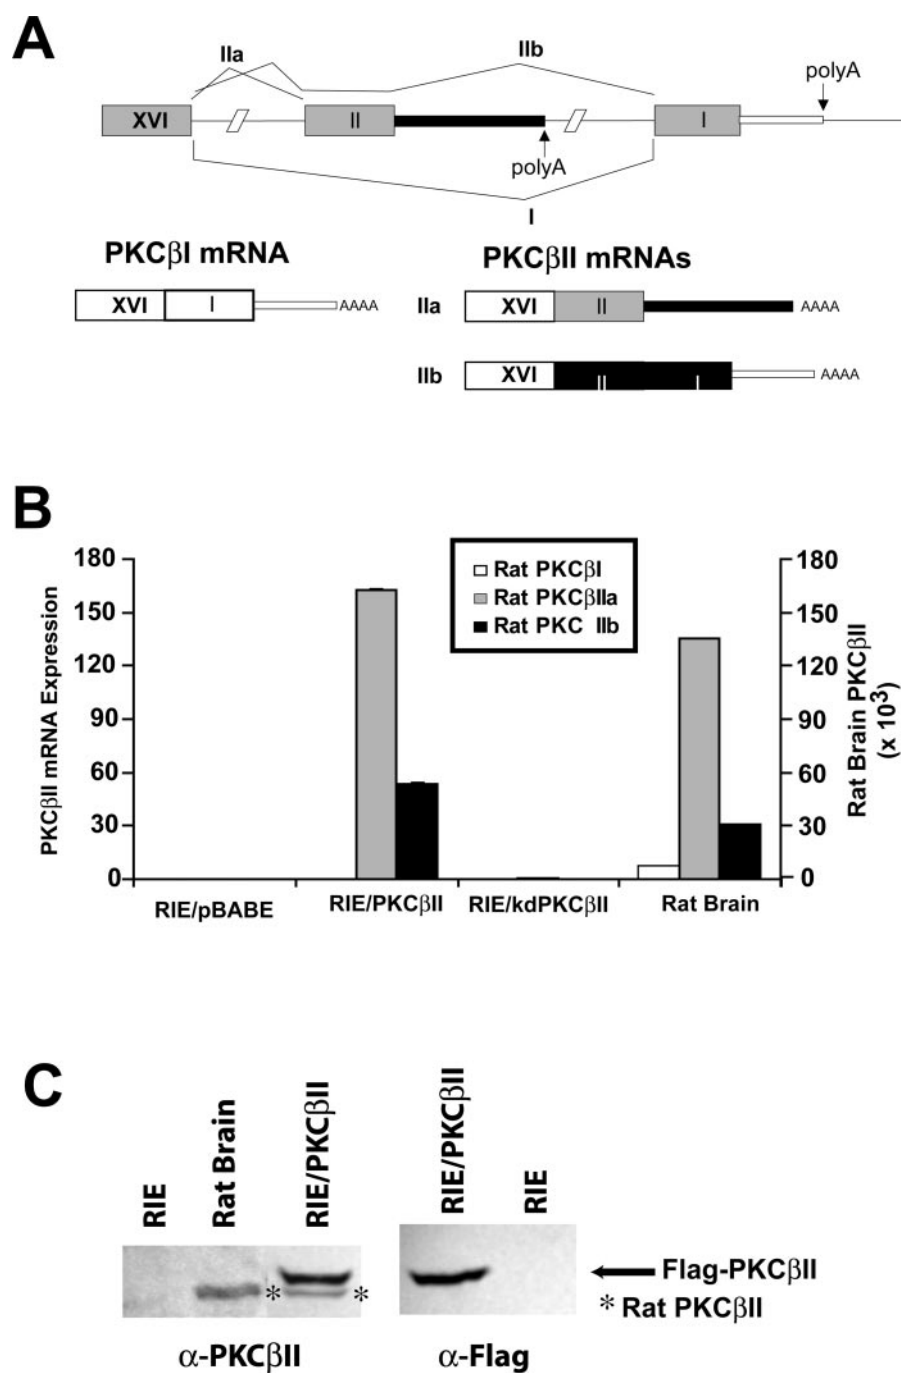 A
IIa
IIb
polyA
XVI
II
I
polyA
I
PKCβI mRNA
PKCβII mRNAs
XVI I AAAA
IIa XVI II AAAA
IIb XVI II I AAAA
B
PKCβII mRNA Expression
180
150
120
90
60
30
0
Rat PKCβI
Rat PKCβIIa
Rat PKC IIb
180
150
120
90
60
30
0
Rat Brain PKCβII
(x 10³)
RIE/pBABE
RIE/PKCβII
RIE/kdPKCβII
Rat Brain
C
RIE
Rat Brain
RIE/PKCβII
RIE/PKCβII
RIE
* *
Flag-PKCβII
* Rat PKCβII
α-PKCβII
α-Flag